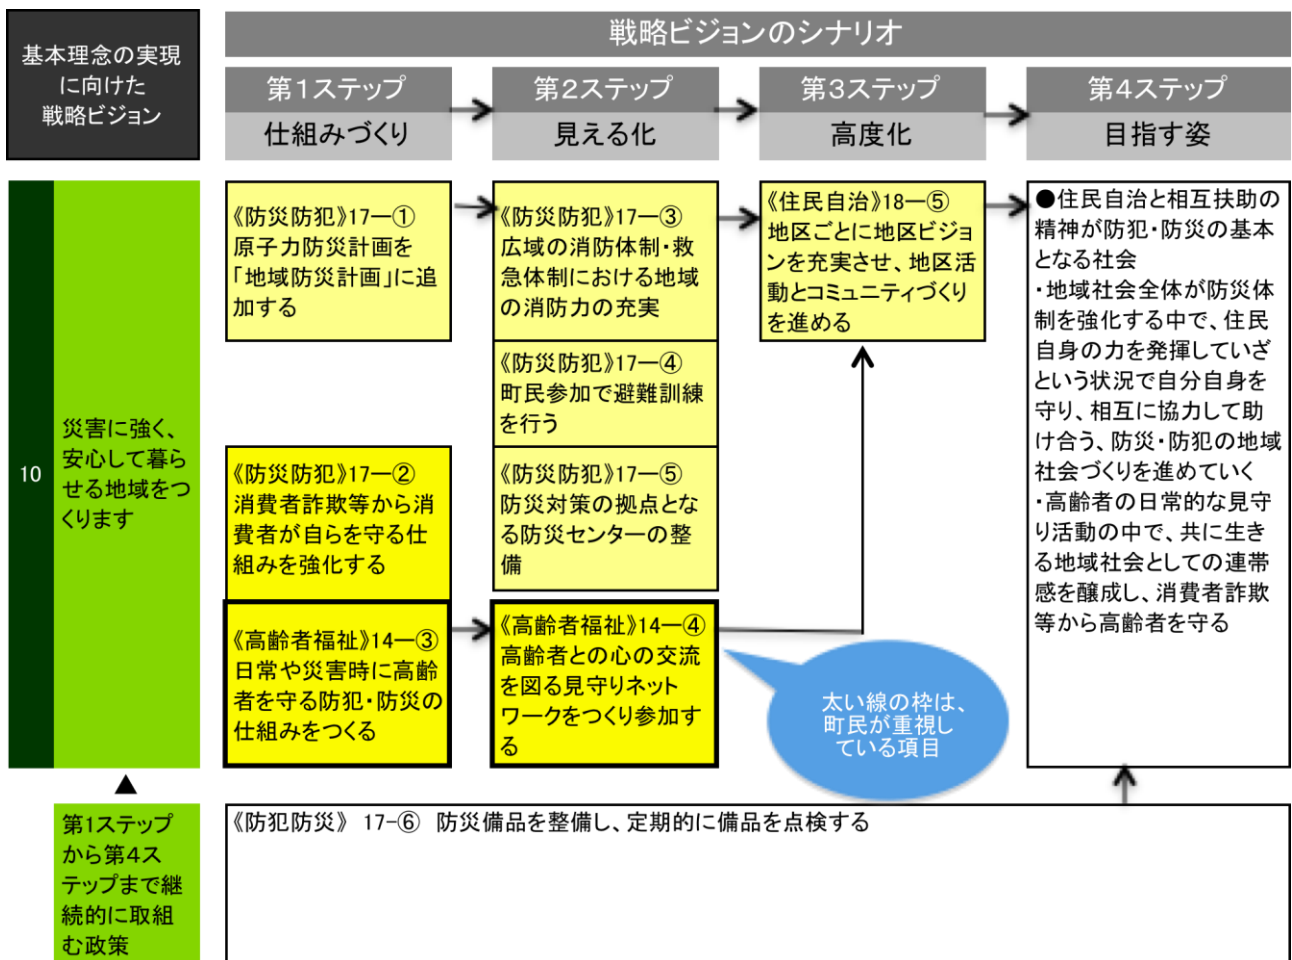 基本理念の実現
に向けた
戦略ビジョン
戦略ビジョンのシナリオ
第1ステップ
仕組みづくり
第2ステップ
見える化
第3ステップ
高度化
第4ステップ
目指す姿
10
災害に強く、
安心して暮ら
せる地域をつ
くります
《防災防犯》17―①
原子力防災計画を
「地域防災計画」に追
加する
《防災防犯》17―②
消費者詐欺等から消
費者が自らを守る仕
組みを強化する
《高齢者福祉》14―③
日常や災害時に高齢
者を守る防犯・防災の
仕組みをつくる
《防災防犯》17―③
広域の消防体制・救
急体制における地域
の消防力の充実
《防災防犯》17―④
町民参加で避難訓練
を行う
《防災防犯》17―⑤
防災対策の拠点とな
る防災センターの整
備
《高齢者福祉》14―④
高齢者との心の交流
を図る見守りネット
ワークをつくり参加す
る
《住民自治》18―⑤
地区ごとに地区ビジョ
ンを充実させ、地区活
動とコミュニティづくり
を進める
太い線の枠は、
町民が重視し
ている項目
●住民自治と相互扶助の
精神が防犯・防災の基本
となる社会
・地域社会全体が防災体
制を強化する中で、住民
自身の力を発揮していざ
という状況で自分自身を
守り、相互に協力して助
け合う、防災・防犯の地域
社会づくりを進めていく
・高齢者の日常的な見守
り活動の中で、共に生き
る地域社会としての連帯
感を醸成し、消費者詐欺
等から高齢者を守る
▲
第1ステップ
から第4ス
テップまで継
続的に取組
む政策
《防犯防災》 17-⑥ 防災備品を整備し、定期的に備品を点検する